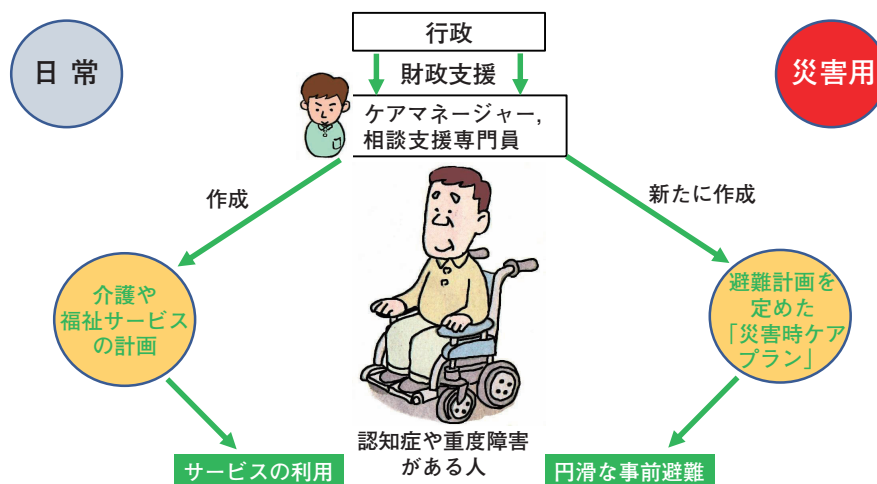 行政
日 常
財政支援
災害用
ケアマネージャー,
相談支援専門員
作成
新たに作成
介護や
福祉サービス
の計画
避難計画を
定めた
「災害時ケア
プラン」
認知症や重度障害
がある人
サービスの利用
円滑な事前避難